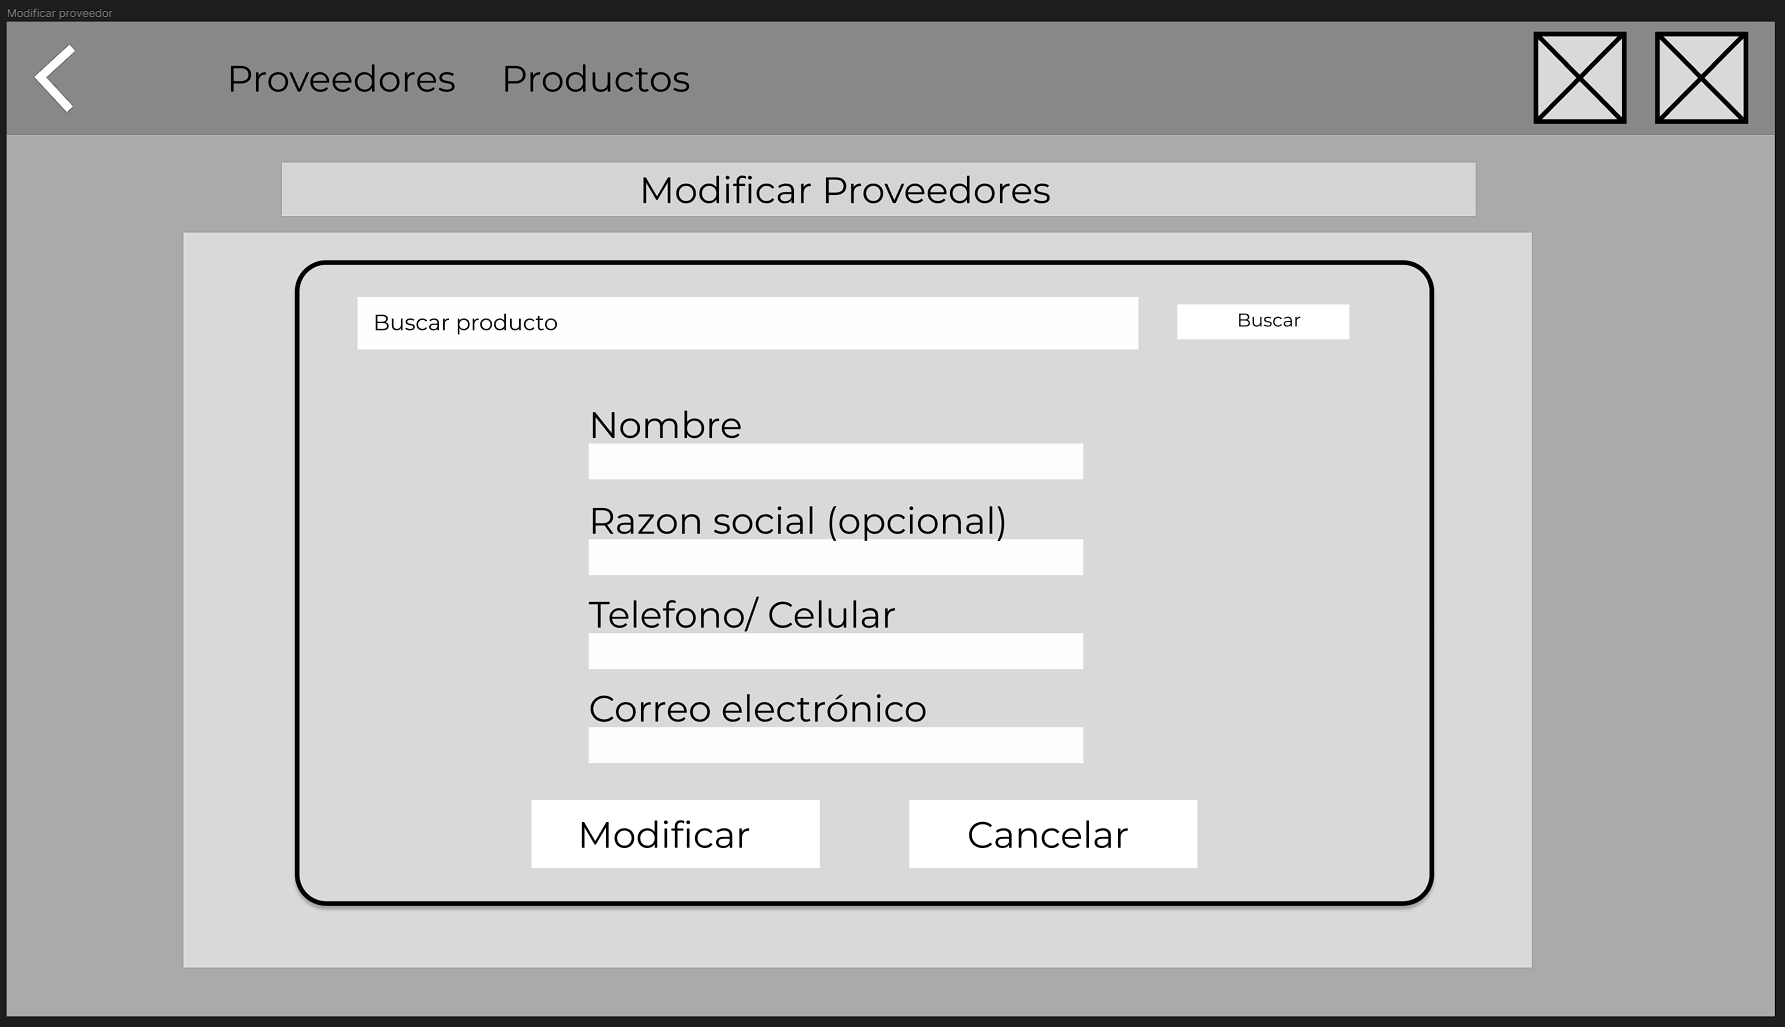 Modificar proveedor
Proveedores Productos
Modificar Proveedores
Buscar producto Buscar
Nombre
Razon social (opcional)
Telefono/ Celular
Correo electrónico
Modificar Cancelar